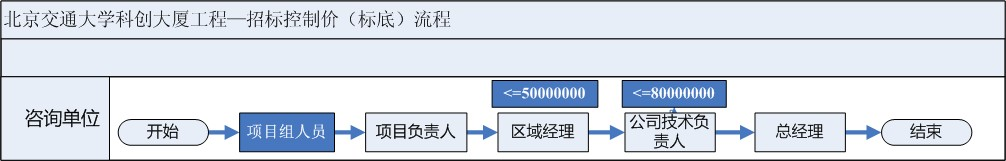 北京交通大学科创大厦工程—招标控制价（标底）流程
<=50000000
<=80000000
咨询单位
开始
项目组人员
项目负责人
区域经理
公司技术负
责人
总经理
结束